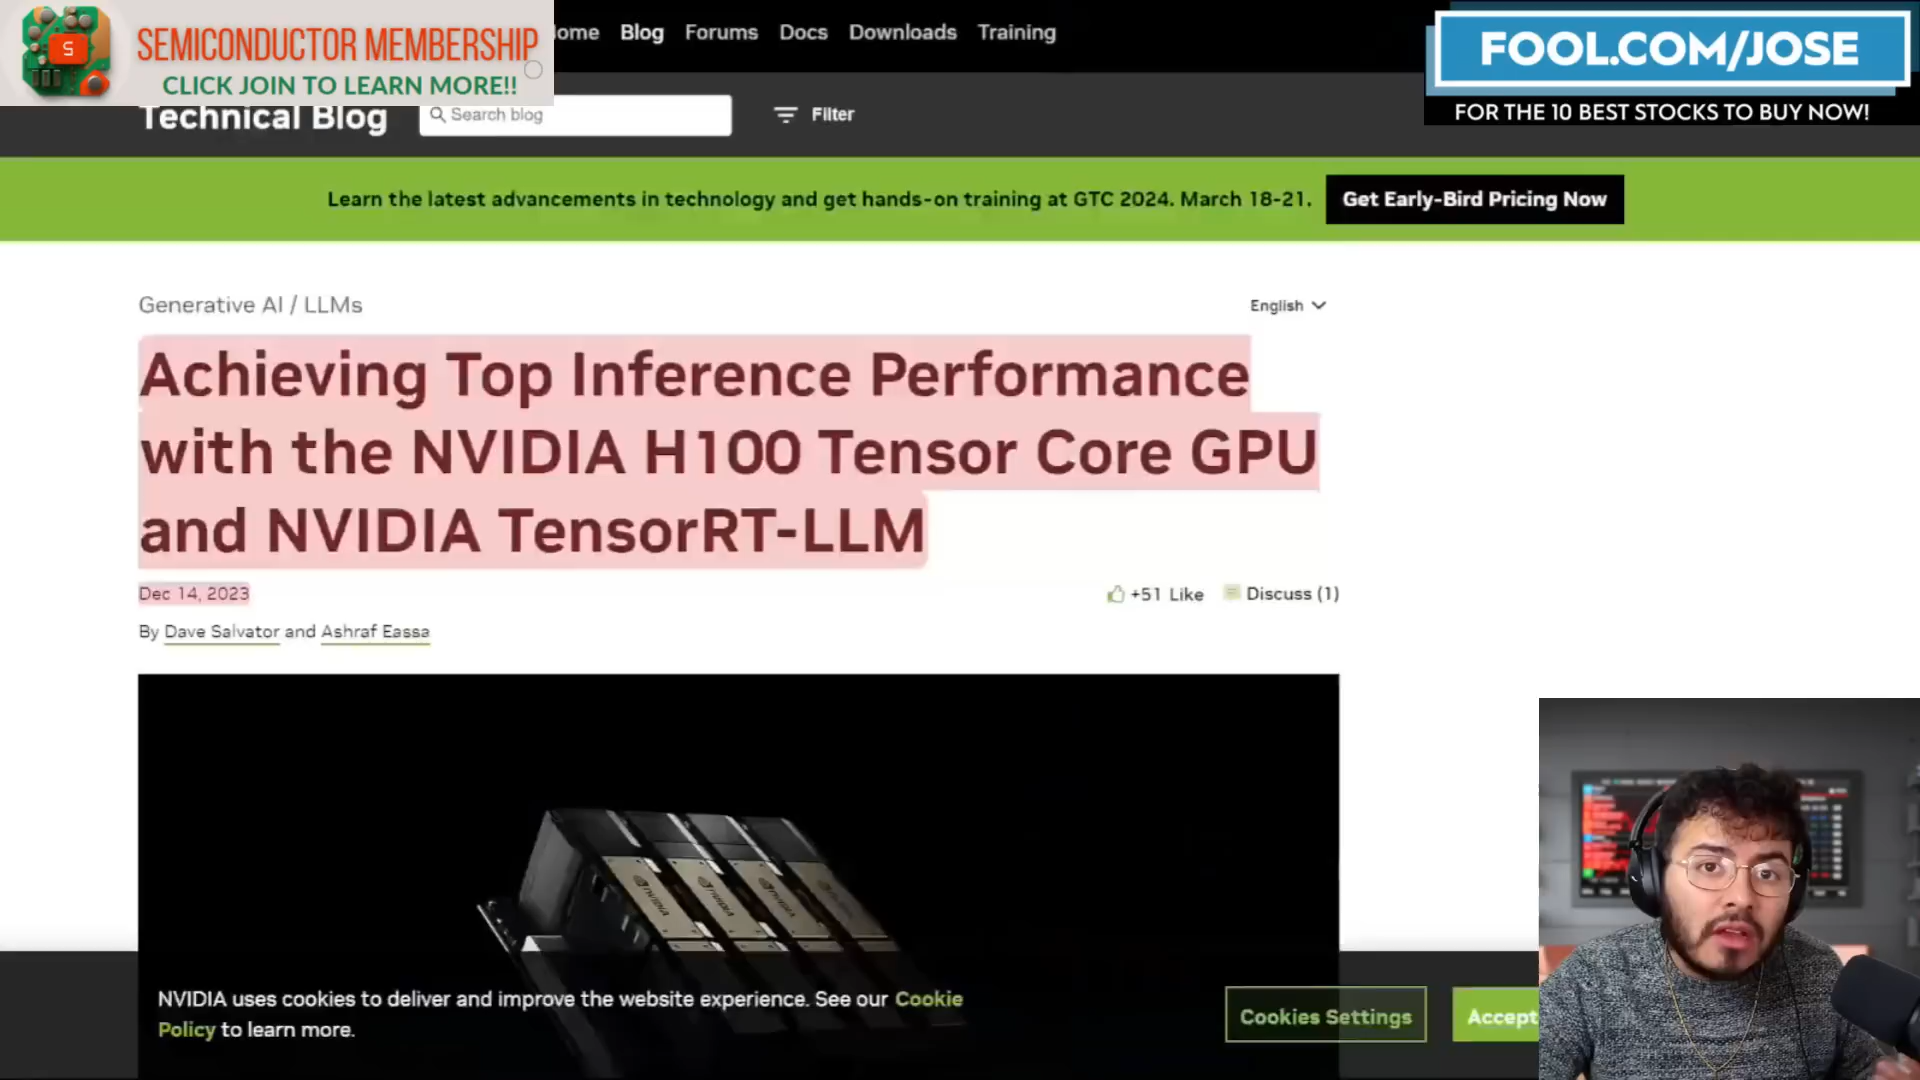 SEMICONDUCTOR MEMBERSHIP
CLICK JOIN TO LEARN MORE!!
S
ome Blog Forums Docs Downloads Training
FOOL.COM/JOSE
FOR THE 10 BEST STOCKS TO BUY NOW!
Technical Blog Search blog Filter
Learn the latest advancements in technology and get hands-on training at GTC 2024. March 18-21. Get Early-Bird Pricing Now
Generative AI / LLMs English
Achieving Top Inference Performance
with the NVIDIA H100 Tensor Core GPU
and NVIDIA TensorRT-LLM
Dec 14, 2023 +51 Like Discuss (1)
By Dave Salvator and Ashraf Eassa
NVIDIA NVIDIA NVIDIA
NVIDIA uses cookies to deliver and improve the website experience. See our Cookie
Policy to learn more.
Cookies Settings Accept